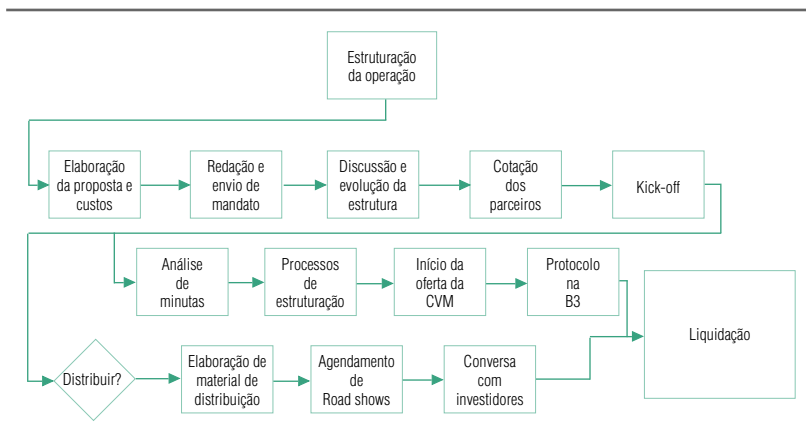 Estruturação
da operação
Elaboração
da proposta e
custos
Redação e
envio de
mandato
Discussão e
evolução da
estrutura
Cotação
dos
parceiros
Kick-off
Análise
de
minutas
Processos
de
estruturação
Início da
oferta da
CVM
Protocolo
na
B3
Liquidação
Distribuir?
Elaboração de
material de
distribuição
Agendamento
de
Road shows
Conversa
com
investidores